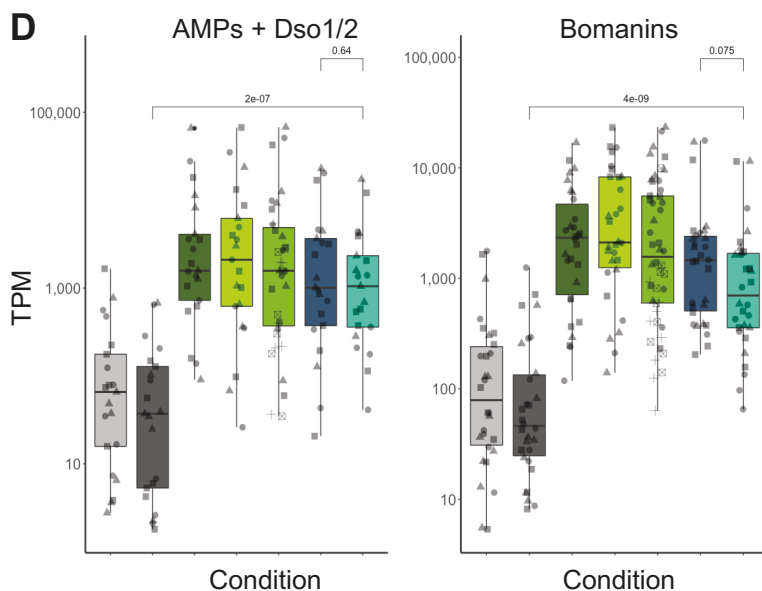 D
AMPs + Dso1/2
Bomanins
TPM
100,000
1,000
10
0.64
2e-07
Condition
100,000
10,000
1,000
100
10
0.075
4e-09
Condition